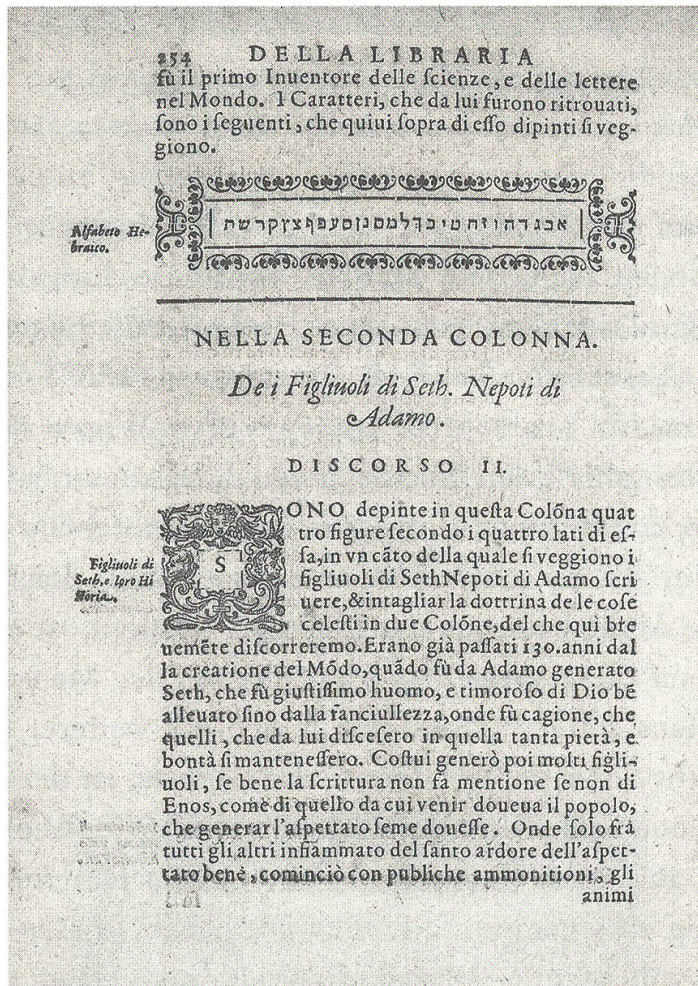 254 DELLA LIBRARIA
fù il primo Inuentore delle ſcienze, e delle lettere
nel Mondo. I Caratteri, che da lui furono ritrouati,
ſono i ſeguenti, che quiui ſopra di eſſo dipinti ſi veg-
giono.
Alfabeto He-
braico.
אבגדהוזחטיכךלמםנןסעפףצץקרשת
NELLA SECONDA COLONNA.
De i Figliuoli di Seth. Nepoti di
Adamo.
DISCORSO II.
Figliuoli di
Seth, e loro Hi
ſtoria.
SONO depinte in queſta Colõna quat
tro figure ſecondo i quattro lati di eſ-
ſa, in vn cãto della quale ſi veggiono i
figliuoli di SethNepoti di Adamo ſcri
uere, &intagliar la dottrina de le coſe
celeſti in due Colõne, del che quì bre
uemẽte diſcorreremo. Erano già paſſati 130. anni dal
la creatione del Mõdo, quãdo fù da Adamo generato
Seth, che fù giuſtiſſimo huomo, e timoroſo di Dio bẽ
alleuato fino dalla fanciullezza, onde fù cagione, che
quelli, che da lui diſceſero in quella tanta pietà, e
bontà ſi manteneſſero. Coſtui generò poi molti figli-
uoli, ſe bene la ſcrittura non fa mentione ſe non di
Enos, come di quello da cui venir doueua il popolo,
che generar l'aſpettato ſeme doueſſe. Onde ſolo frà
tutti gli altri infiammato del ſanto ardore dell'aſpet-
tato bene, cominciò con publiche ammonitioni, gli
animi